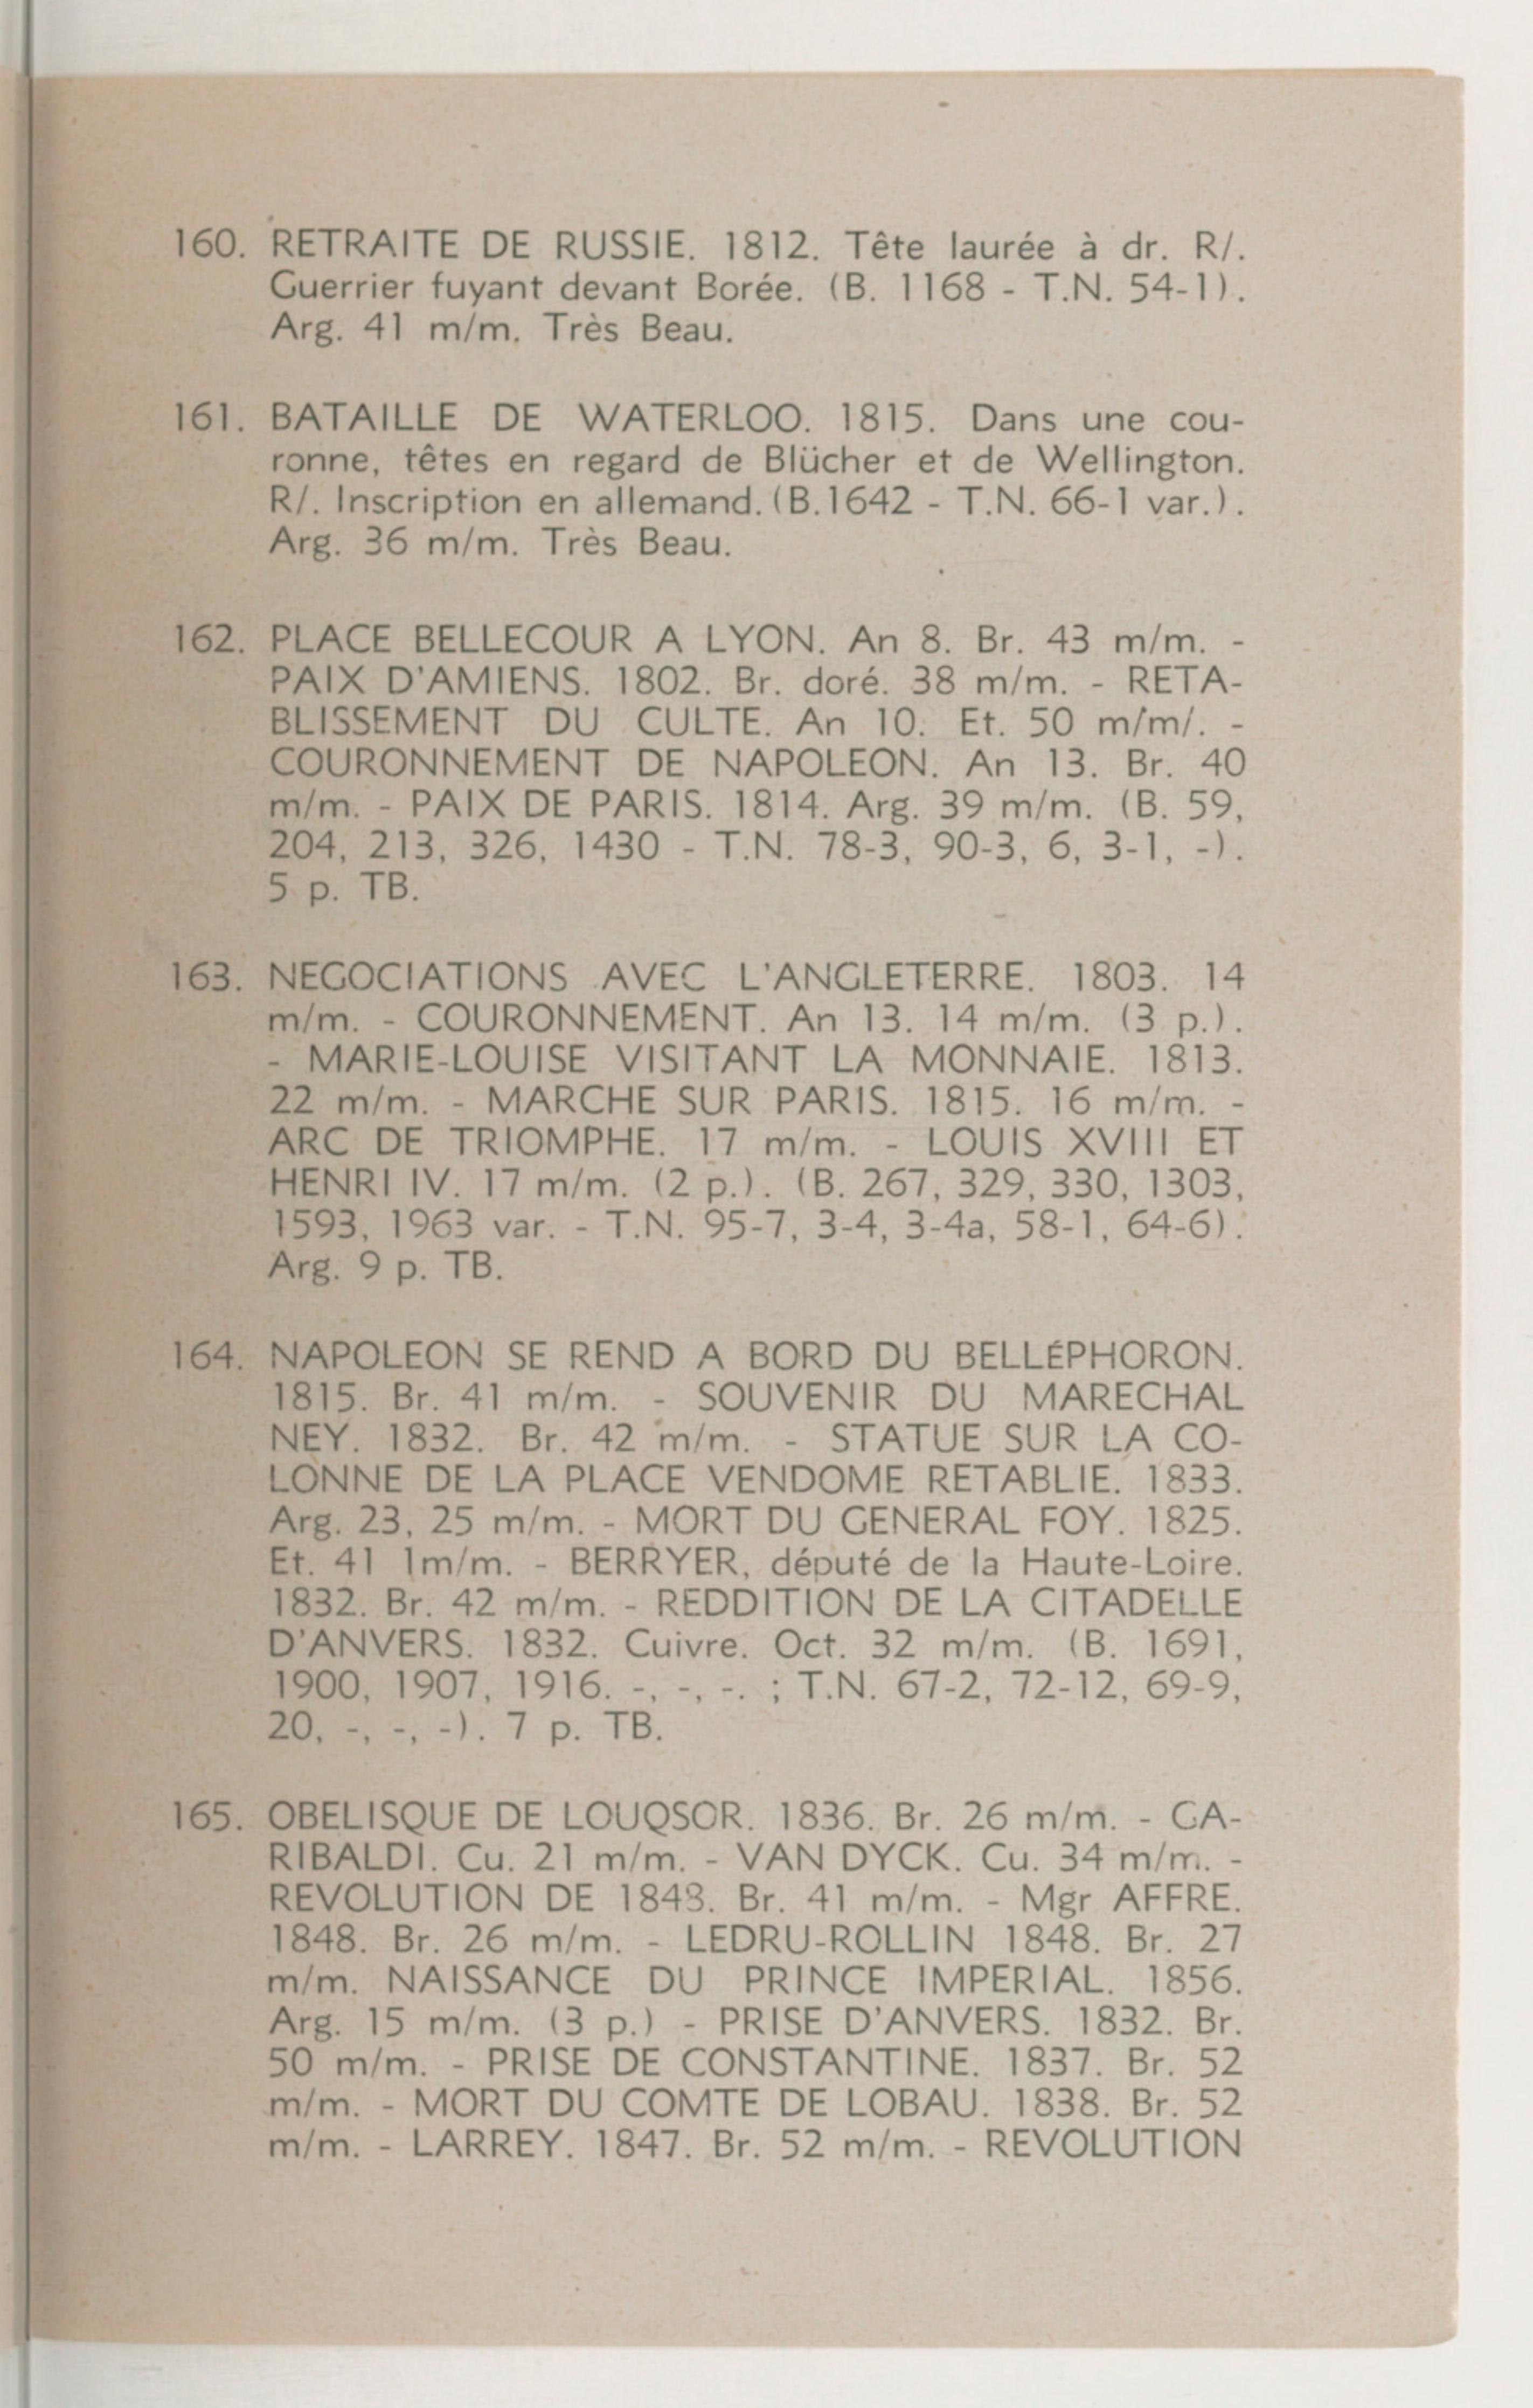 160. RETRAITE DE RUSSIE. 1812. Tête laurée à dr. R/.
Guerrier fuyant devant Borée. (B. 1168 - T.N. 54-1).
Arg. 41 m/m. Très Beau.
161. BATAILLE DE WATERLOO. 1815. Dans une cou-
ronne, têtes en regard de Blücher et de Wellington.
R/. Inscription en allemand. (B.1642 - T.N. 66-1 var.).
Arg. 36 m/m. Très Beau.
162. PLACE BELLECOUR A LYON. An 8. Br. 43 m/m. -
PAIX D'AMIENS. 1802. Br. doré. 38 m/m. - RETA-
BLISSEMENT DU CULTE. An 10. Et. 50 m/m/. -
COURONNEMENT DE NAPOLEON. An 13. Br. 40
m/m. - PAIX DE PARIS. 1814. Arg. 39 m/m. (B. 59,
204, 213, 326, 1430 - T.N. 78-3, 90-3, 6, 3-1, -).
5 p. TB.
163. NEGOCIATIONS AVEC L'ANGLETERRE. 1803. 14
m/m. - COURONNEMENT. An 13. 14 m/m. (3 p.).
- MARIE-LOUISE VISITANT LA MONNAIE. 1813.
22 m/m. - MARCHE SUR PARIS. 1815. 16 m/m. -
ARC DE TRIOMPHE. 17 m/m. - LOUIS XVIII ET
HENRI IV. 17 m/m. (2 p.). (B. 267, 329, 330, 1303,
1593, 1963 var. - T.N. 95-7, 3-4, 3-4a, 58-1, 64-6).
Arg. 9 p. TB.
164. NAPOLEON SE REND A BORD DU BELLÉPHORON.
1815. Br. 41 m/m. - SOUVENIR DU MARECHAL
NEY. 1832. Br. 42 m/m. - STATUE SUR LA CO-
LONNE DE LA PLACE VENDOME RETABLIE. 1833.
Arg. 23, 25 m/m. - MORT DU GENERAL FOY. 1825.
Et. 41 1m/m. - BERRYER, député de la Haute-Loire.
1832. Br. 42 m/m. - REDDITION DE LA CITADELLE
D'ANVERS. 1832. Cuivre. Oct. 32 m/m. (B. 1691,
1900, 1907, 1916. -, -, -. ; T.N. 67-2, 72-12, 69-9,
20, -, -, -). 7 p. TB.
165. OBELISQUE DE LOUQSOR. 1836. Br. 26 m/m. - GA-
RIBALDI. Cu. 21 m/m. - VAN DYCK. Cu. 34 m/m. -
REVOLUTION DE 1848. Br. 41 m/m. - Mgr AFFRE.
1848. Br. 26 m/m. - LEDRU-ROLLIN 1848. Br. 27
m/m. NAISSANCE DU PRINCE IMPERIAL. 1856.
Arg. 15 m/m. (3 p.) - PRISE D'ANVERS. 1832. Br.
50 m/m. - PRISE DE CONSTANTINE. 1837. Br. 52
m/m. - MORT DU COMTE DE LOBAU. 1838. Br. 52
m/m. - LARREY. 1847. Br. 52 m/m. - REVOLUTION